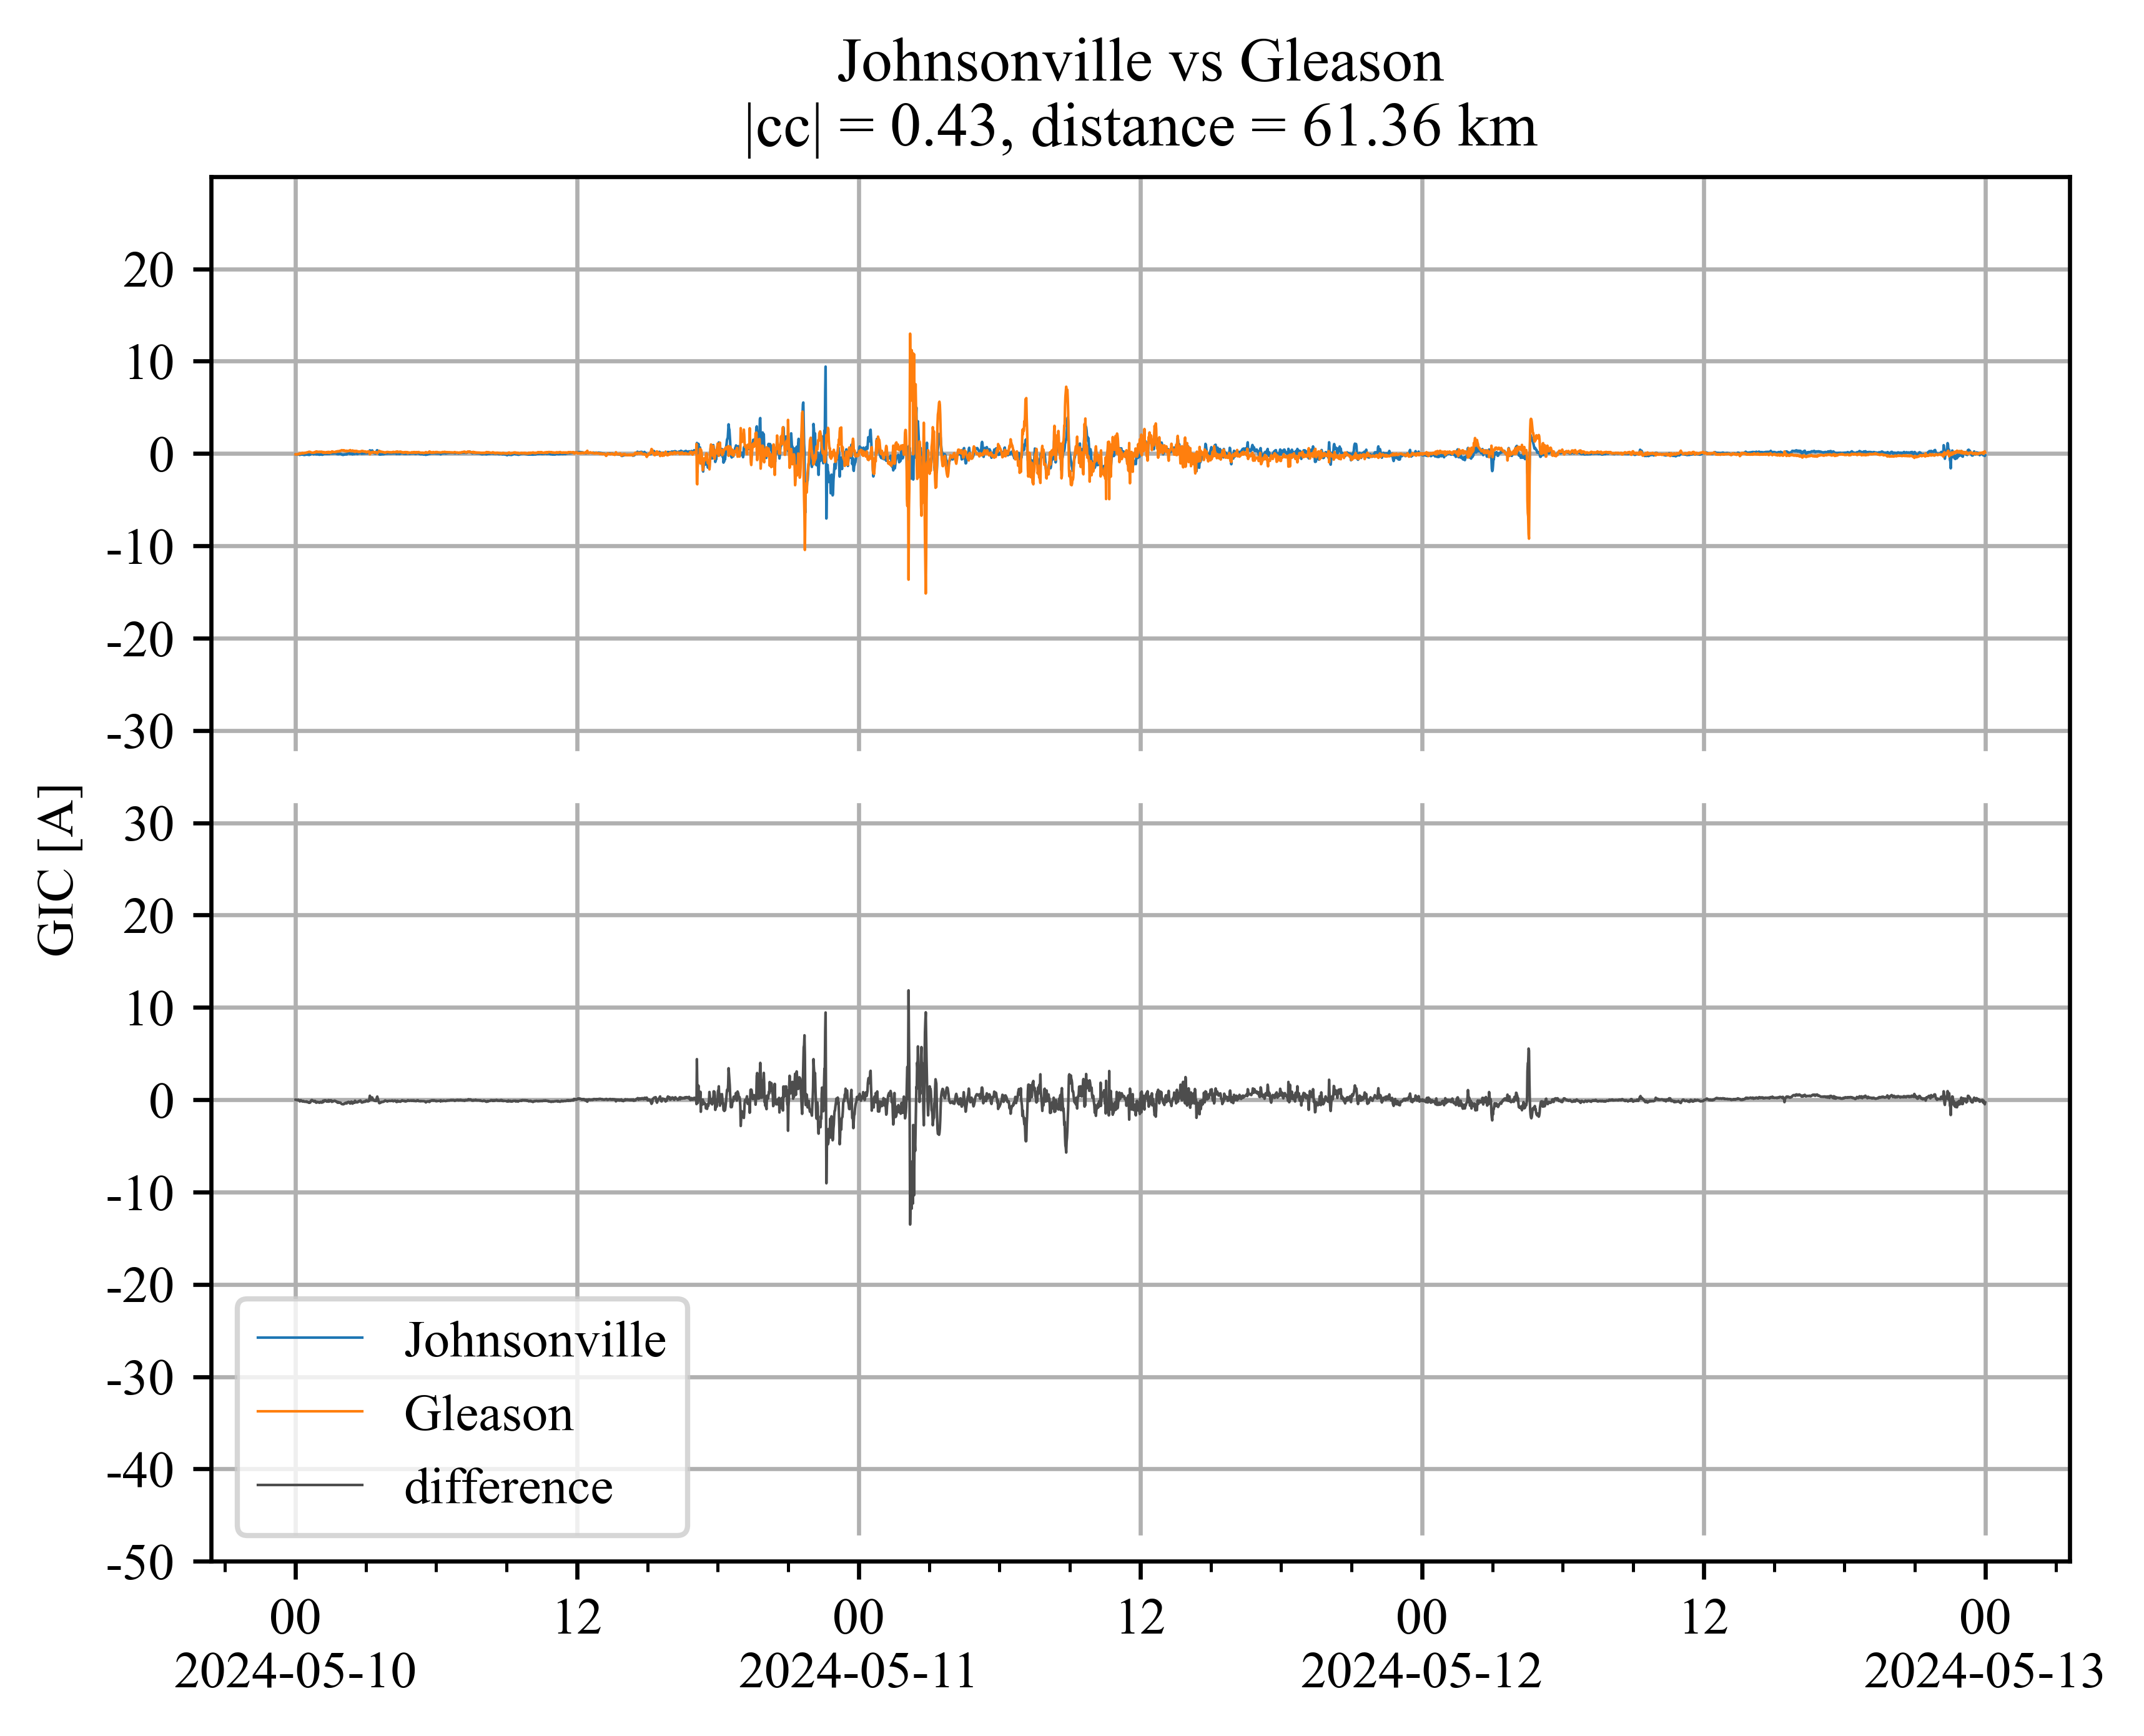 Johnsonville vs Gleason
|cc| = 0.43, distance = 61.36 km
20
10
0
-10
-20
-30
30
20
10
0
-10
-20
-30
-40
-50
GIC [A]
Johnsonville
Gleason
difference
00 12 00 12 00 12 00
2024-05-10 2024-05-11 2024-05-12 2024-05-13